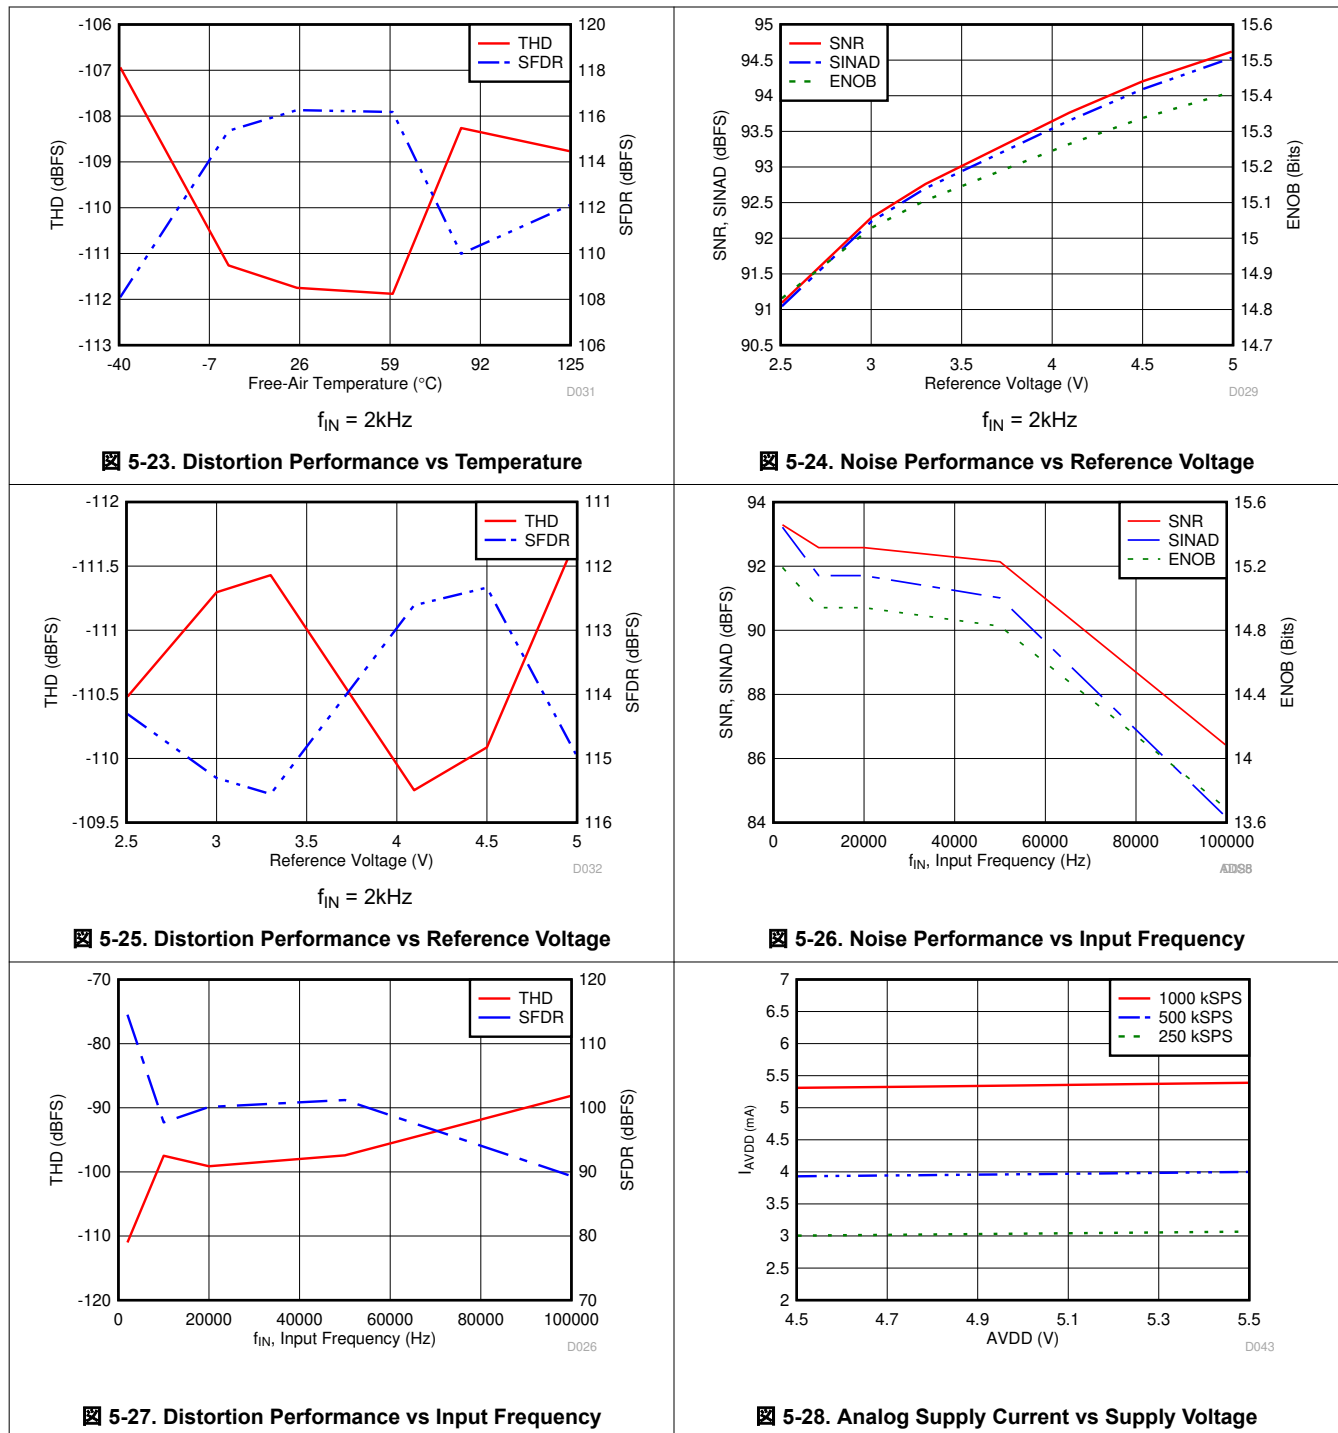 -106
-107
-108
-109
-110
-111
-112
-113
120
118
116
114
112
110
108
106
THD (dBFS)
SFDR (dBFS)
THD
SFDR
-40 -7 26 59 92 125
Free-Air Temperature (°C)
D031
fIN = 2kHz
図 5-23. Distortion Performance vs Temperature
95
94.5
94
93.5
93
92.5
92
91.5
91
90.5
15.6
15.5
15.4
15.3
15.2
15.1
15
14.9
14.8
14.7
SNR, SINAD (dBFS)
ENOB (Bits)
SNR
SINAD
ENOB
2.5 3 3.5 4 4.5 5
Reference Voltage (V)
D029
fIN = 2kHz
図 5-24. Noise Performance vs Reference Voltage
-112
-111.5
-111
-110.5
-110
-109.5
111
112
113
114
115
116
THD (dBFS)
SFDR (dBFS)
THD
SFDR
2.5 3 3.5 4 4.5 5
Reference Voltage (V)
D032
fIN = 2kHz
図 5-25. Distortion Performance vs Reference Voltage
94
92
90
88
86
84
15.6
15.2
14.8
14.4
14
13.6
SNR, SINAD (dBFS)
ENOB (Bits)
SNR
SINAD
ENOB
0 20000 40000 60000 80000 100000
fIN, Input Frequency (Hz)
図 5-26. Noise Performance vs Input Frequency
-70
-80
-90
-100
-110
-120
120
110
100
90
80
70
THD (dBFS)
SFDR (dBFS)
THD
SFDR
0 20000 40000 60000 80000 100000
fIN, Input Frequency (Hz)
D026
図 5-27. Distortion Performance vs Input Frequency
7
6.5
6
5.5
5
4.5
4
3.5
3
2.5
2
IAVDD (mA)
1000 kSPS
500 kSPS
250 kSPS
4.5 4.7 4.9 5.1 5.3 5.5
AVDD (V)
D043
図 5-28. Analog Supply Current vs Supply Voltage